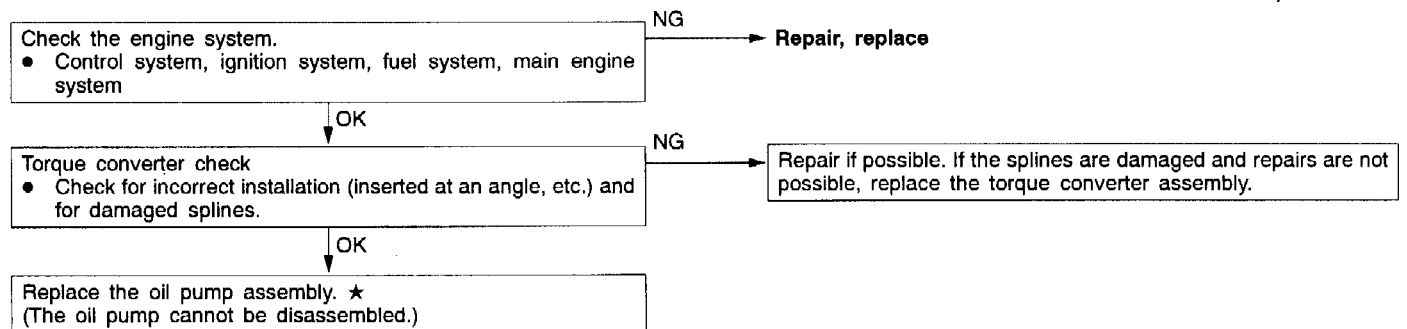 NG
Check the engine system.
Repair, replace
● Control system, ignition system, fuel system, main engine
system
OK
NG
Torque converter check
● Check for incorrect installation (inserted at an angle, etc.) and
for damaged splines.
Repair if possible. If the splines are damaged and repairs are not
possible, replace the torque converter assembly.
OK
Replace the oil pump assembly. ★
(The oil pump cannot be disassembled.)